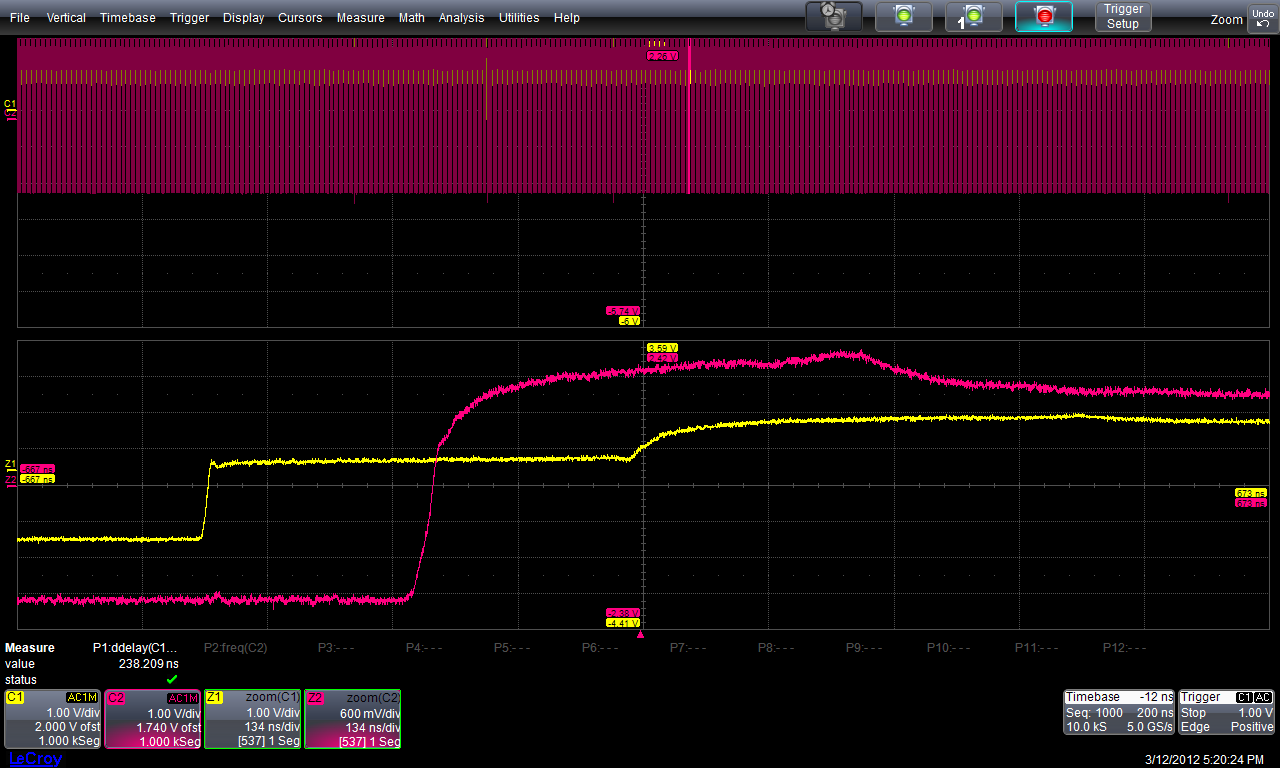 File Vertical Timebase Trigger Display Cursors Measure Math Analysis Utilities Help
1
Trigger
Setup
Zoom
Undo
2.26 V
C1
C2
-5.74 V
-6 V
3.59 V
2.42 V
Z1
-667 ns
Z2
-667 ns
673 ns
673 ns
-2.38 V
-4.41 V
Measure P1:ddelay(C1... P2:freq(C2) P3:- - - P4:- - - P5:- - - P6:- - - P7:- - - P8:- - - P9:- - - P10:- - - P11:- - - P12:- - -
value 238.209 ns
status
C1 AC1M
1.00 V/div
2.000 V ofst
1.000 kSeg
C2 AC1M
1.00 V/div
1.740 V ofst
1.000 kSeg
Z1 zoom(C1)
1.00 V/div
134 ns/div
[537] 1 Seg
Z2 zoom(C2)
600 mV/div
134 ns/div
[537] 1 Seg
Timebase -12 ns
Seq: 1000 200 ns
10.0 kS 5.0 GS/s
Trigger C1 AC
Stop 1.00 V
Edge Positive
LeCroy
3/12/2012 5:20:24 PM